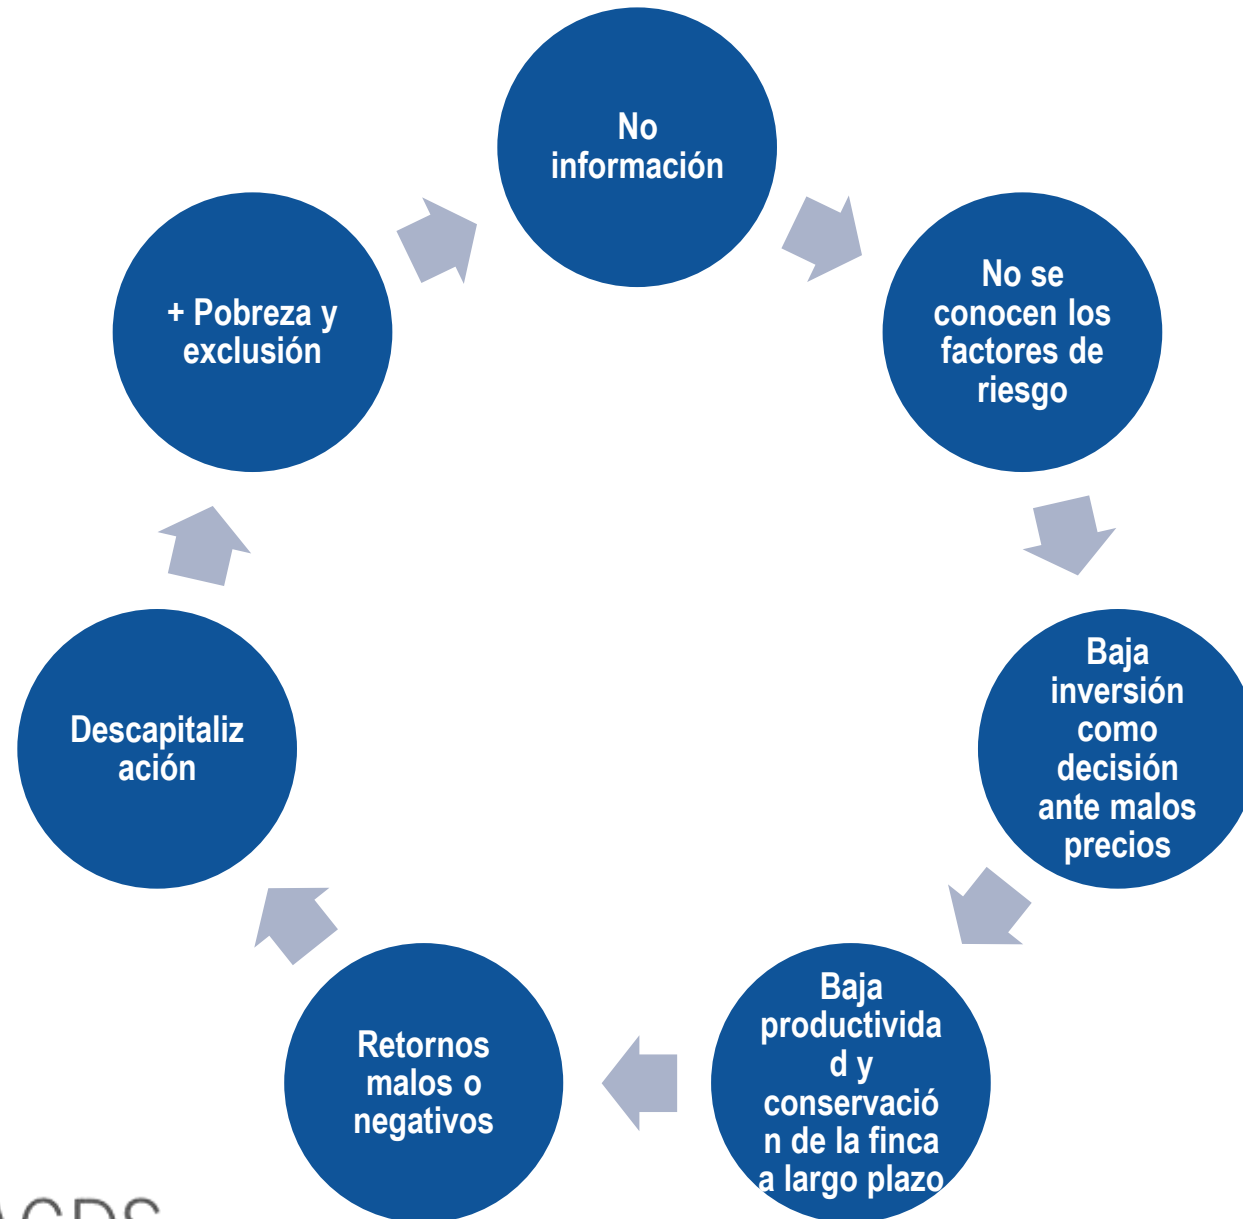 No
información
No se
conocen los
factores de
riesgo
Baja
inversión
como
decisión
ante malos
precios
Baja
productivida
d y
conservació
n de la finca
a largo plazo
Retornos
malos o
negativos
Descapitaliz
ación
+ Pobreza y
exclusión